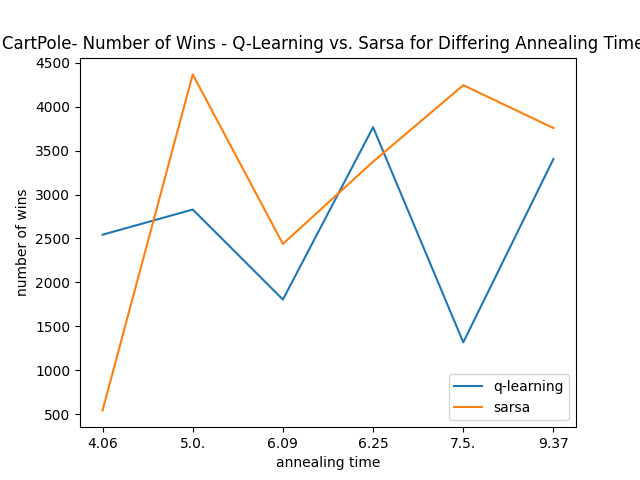 CartPole- Number of Wins - Q-Learning vs. Sarsa for Differing Annealing Time
number of wins
4500
4000
3500
3000
2500
2000
1500
1000
500
q-learning
sarsa
4.06 5.0. 6.09 6.25 7.5. 9.37
annealing time